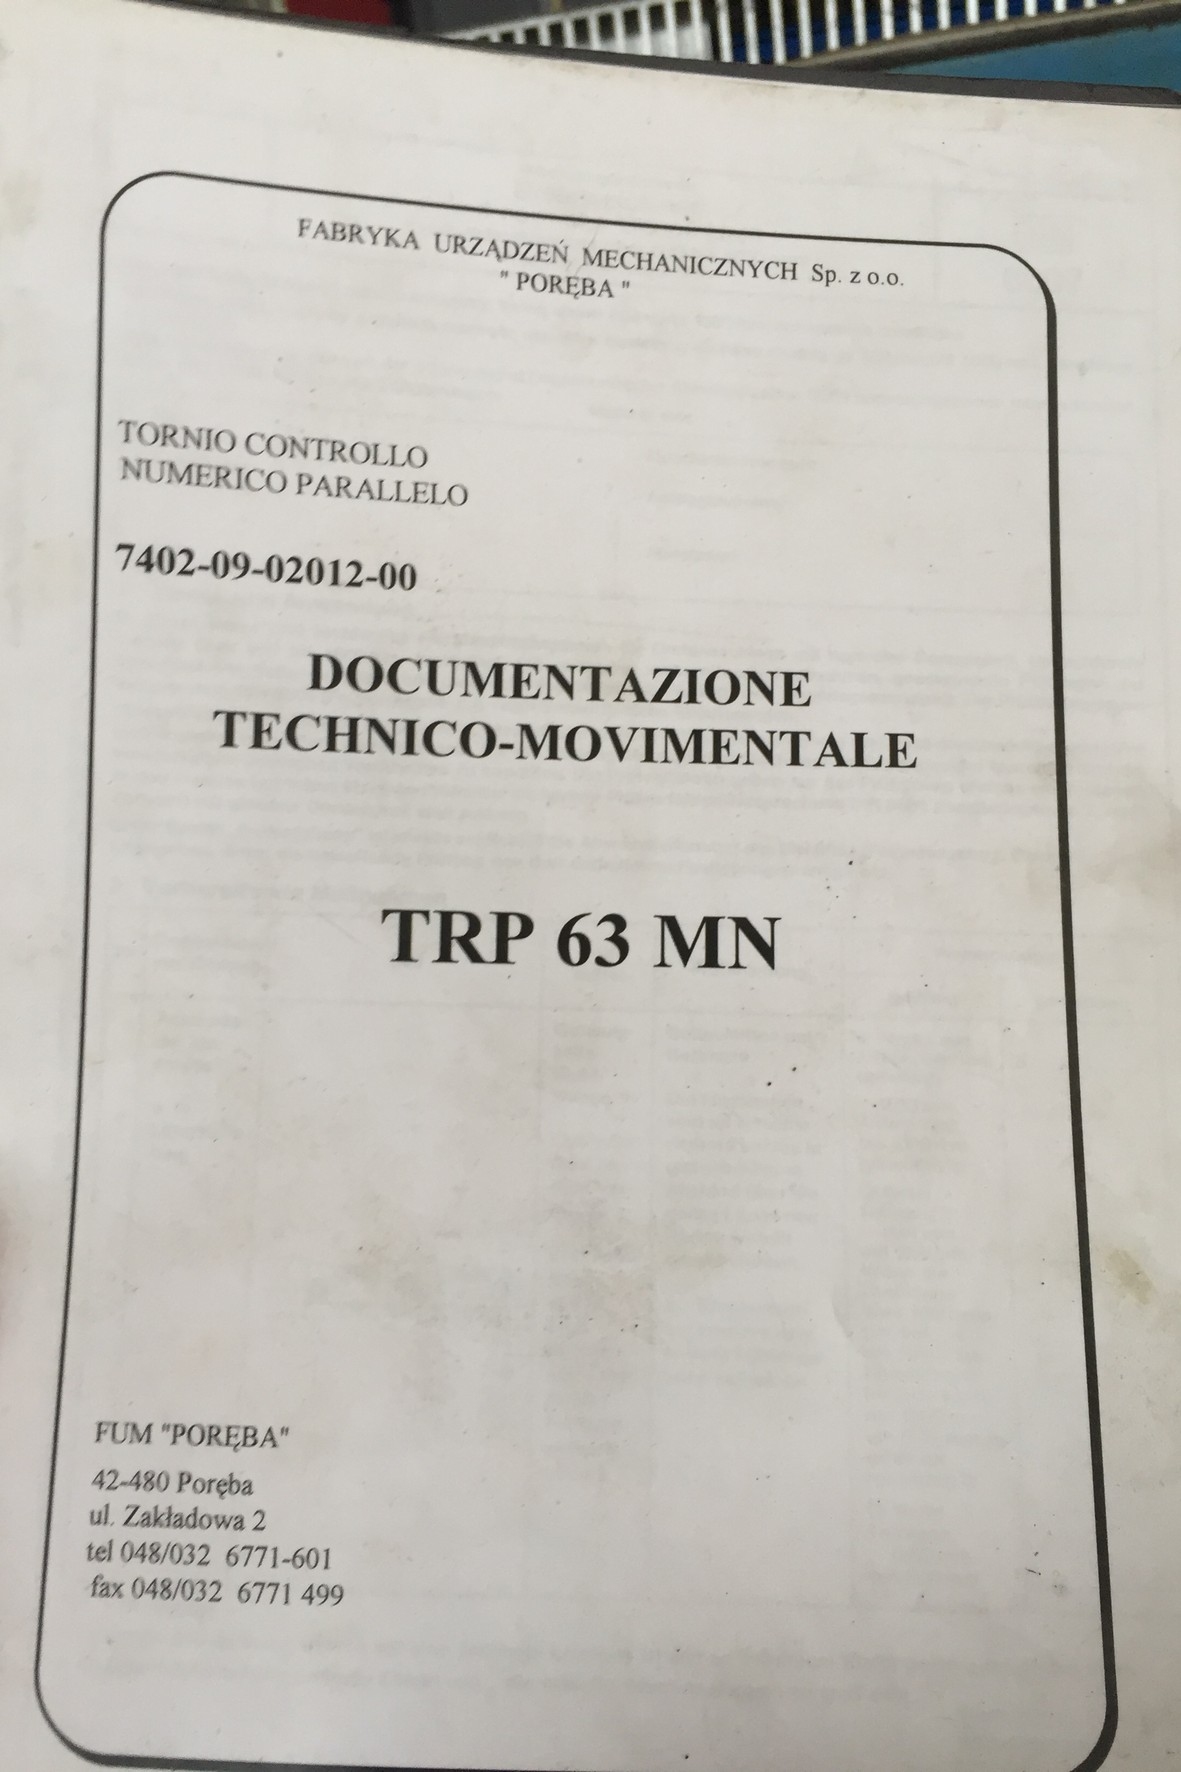 FABRYKA URZĄDZEŃ MECHANICZNYCH Sp. z o.o.
" PORĘBA "
TORNIO CONTROLLO
NUMERICO PARALLELO
7402-09-02012-00
DOCUMENTAZIONE
TECHNICO-MOVIMENTALE
TRP 63 MN
FUM "PORĘBA"
42-480 Poręba
ul. Zakładowa 2
tel 048/032 6771-601
fax 048/032 6771 499